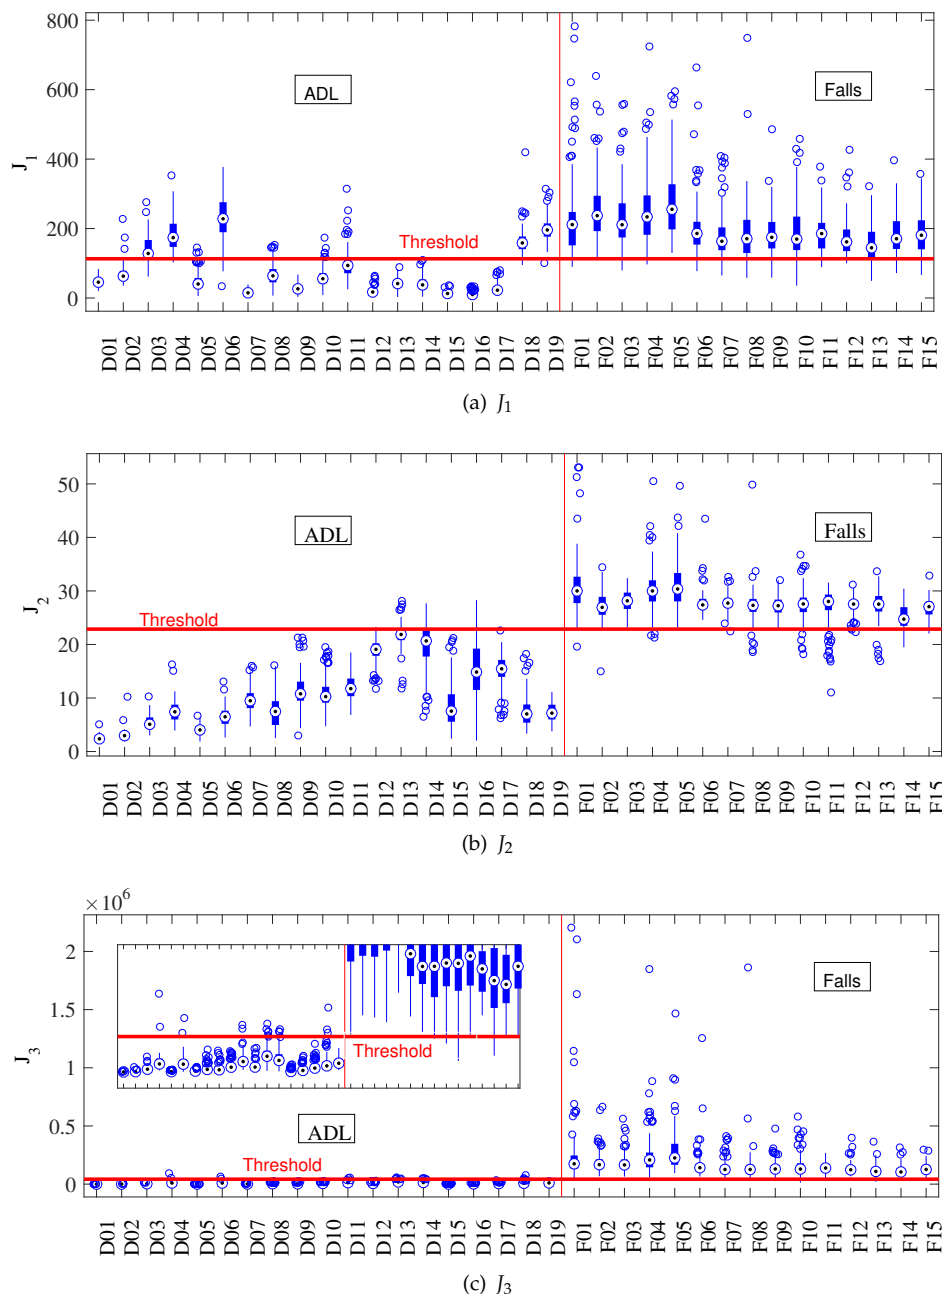 800
600
400
200
0
J1
ADL
Falls
Threshold
D01 D02 D03 D04 D05 D06 D07 D08 D09 D10 D11 D12 D13 D14 D15 D16 D17 D18 D19 F01 F02 F03 F04 F05 F06 F07 F08 F09 F10 F11 F12 F13 F14 F15
(a) J1
50
40
30
20
10
0
J2
ADL
Falls
Threshold
D01 D02 D03 D04 D05 D06 D07 D08 D09 D10 D11 D12 D13 D14 D15 D16 D17 D18 D19 F01 F02 F03 F04 F05 F06 F07 F08 F09 F10 F11 F12 F13 F14 F15
(b) J2
×10^6
2
1.5
1
0.5
0
J3
Falls
Threshold
ADL
Threshold
D01 D02 D03 D04 D05 D06 D07 D08 D09 D10 D11 D12 D13 D14 D15 D16 D17 D18 D19 F01 F02 F03 F04 F05 F06 F07 F08 F09 F10 F11 F12 F13 F14 F15
(c) J3